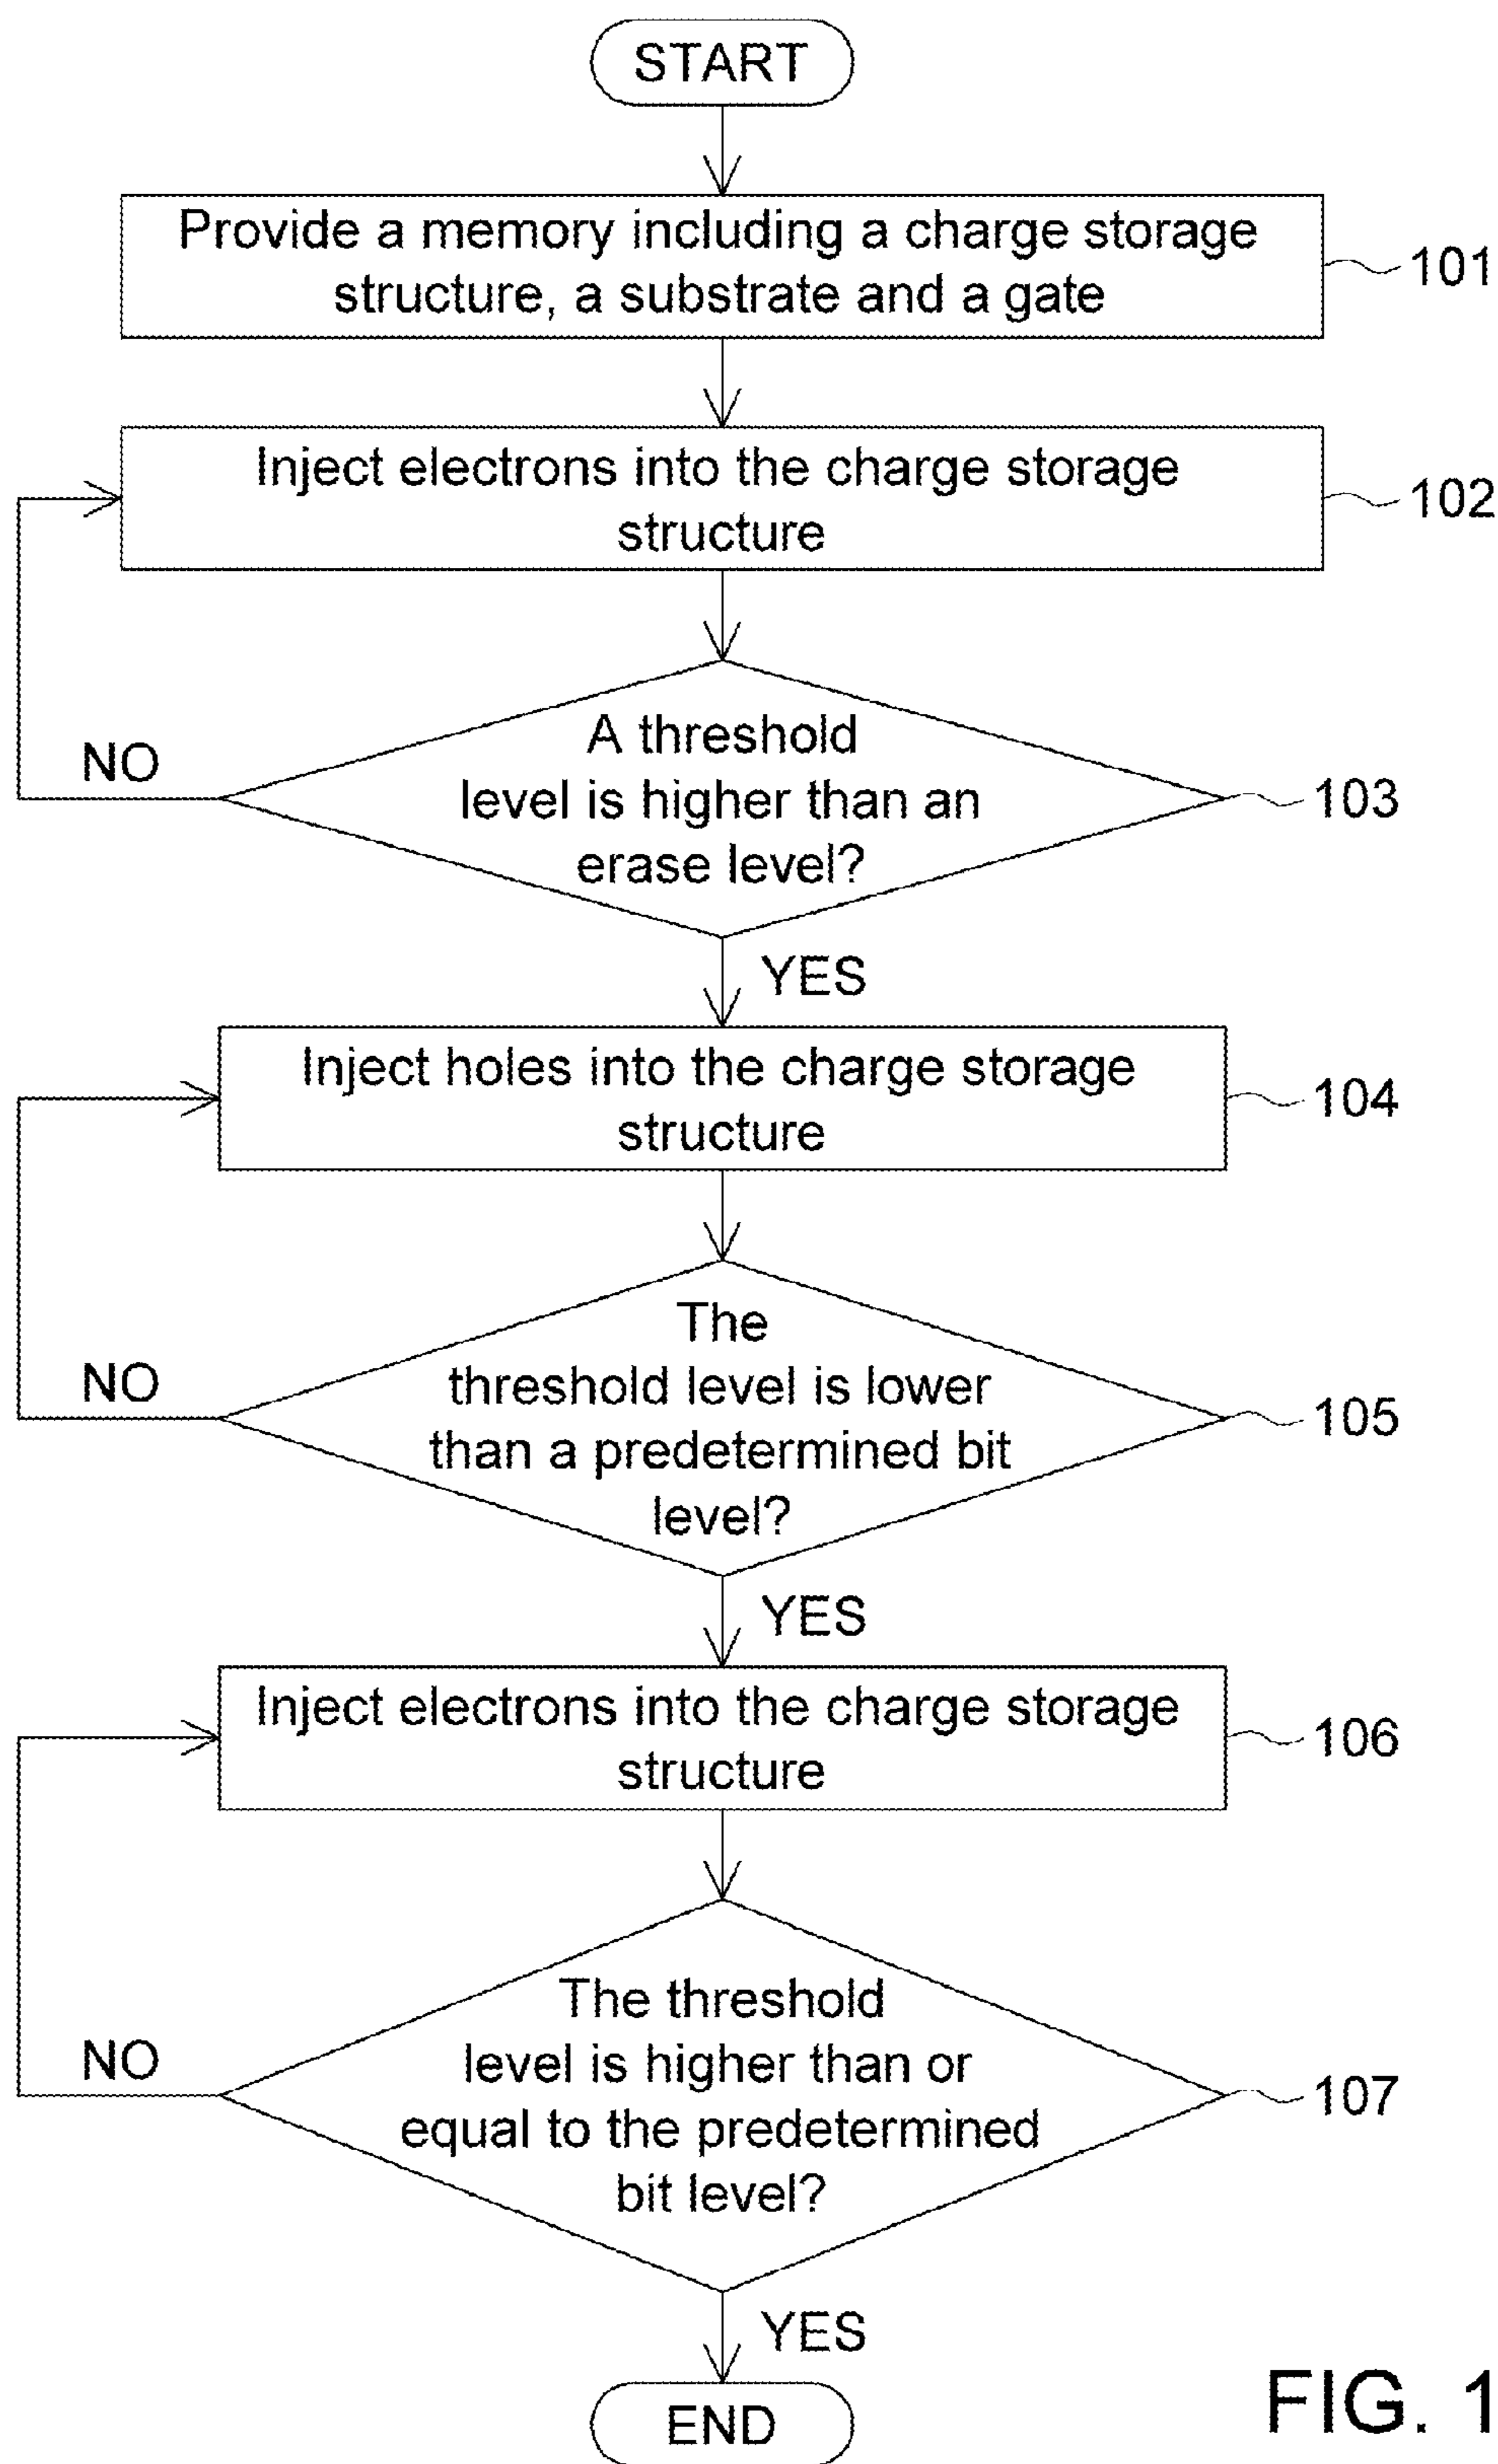 START
Provide a memory including a charge storage
structure, a substrate and a gate
101
Inject electrons into the charge storage
structure
102
A threshold
level is higher than an
erase level?
103
NO
YES
Inject holes into the charge storage
structure
104
The
threshold level is lower
than a predetermined bit
level?
105
NO
YES
Inject electrons into the charge storage
structure
106
The threshold
level is higher than or
equal to the predetermined
bit level?
107
NO
YES
END
FIG. 1